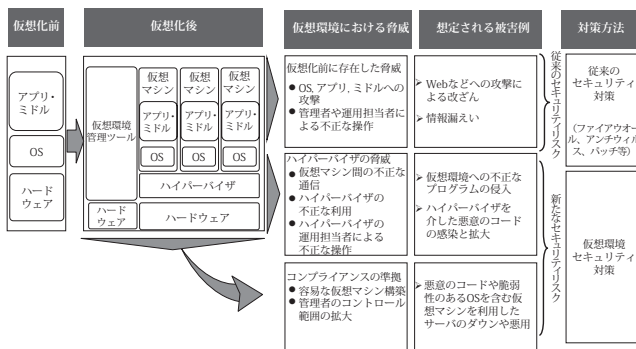 仮想化前
仮想化後
仮想環境における脅威
想定される被害例
対策方法
アプリ・
ミドル
OS
ハード
ウェア
仮想環境
管理ツール
仮想
マシン
仮想
マシン
仮想
マシン
アプリ・
ミドル
アプリ・
ミドル
アプリ・
ミドル
OS
OS
OS
ハイパーバイザ
ハード
ウェア
ハードウェア
仮想化前に存在した脅威
● OS, アプリ, ミドルへの
攻撃
● 管理者や運用担当者に
よる不正な操作
ハイパーバイザの脅威
● 仮想マシン間の不正な
通信
● ハイパーバイザの
不正な利用
● ハイパーバイザの
運用担当者による
不正な操作
コンプライアンスの準拠
● 容易な仮想マシン構築
● 管理者のコントロール
範囲の拡大
➢ Webなどへの攻撃に
よる改ざん
➢ 情報漏えい
➢ 仮想環境への不正な
プログラムの侵入
➢ ハイパーバイザを
介した悪意のコード
の感染と拡大
➢ 悪意のコードや脆弱
性のあるOSを含む仮
想マシンを利用した
サーバのダウンや悪用
従来のセキュリティリスク
新たなセキュリティリスク
従来の
セキュリティ
対策
(ファイアウオー
ル、アンチウィル
ス、パッチ等)
仮想環境
セキュリティ
対策